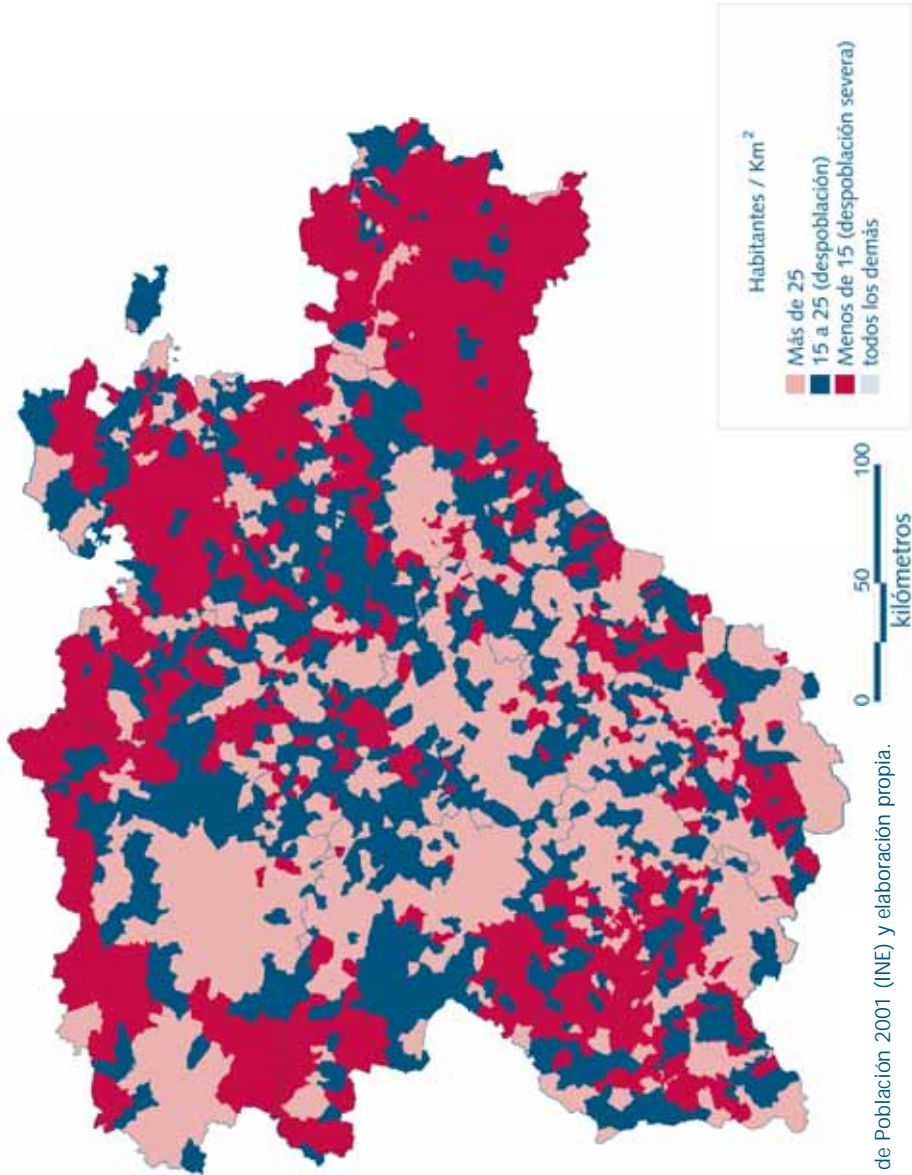 Habitantes / Km²
Más de 25
15 a 25 (despoblación)
Menos de 15 (despoblación severa)
todos los demás
0 50 100
kilómetros
de Población 2001 (INE) y elaboración propia.